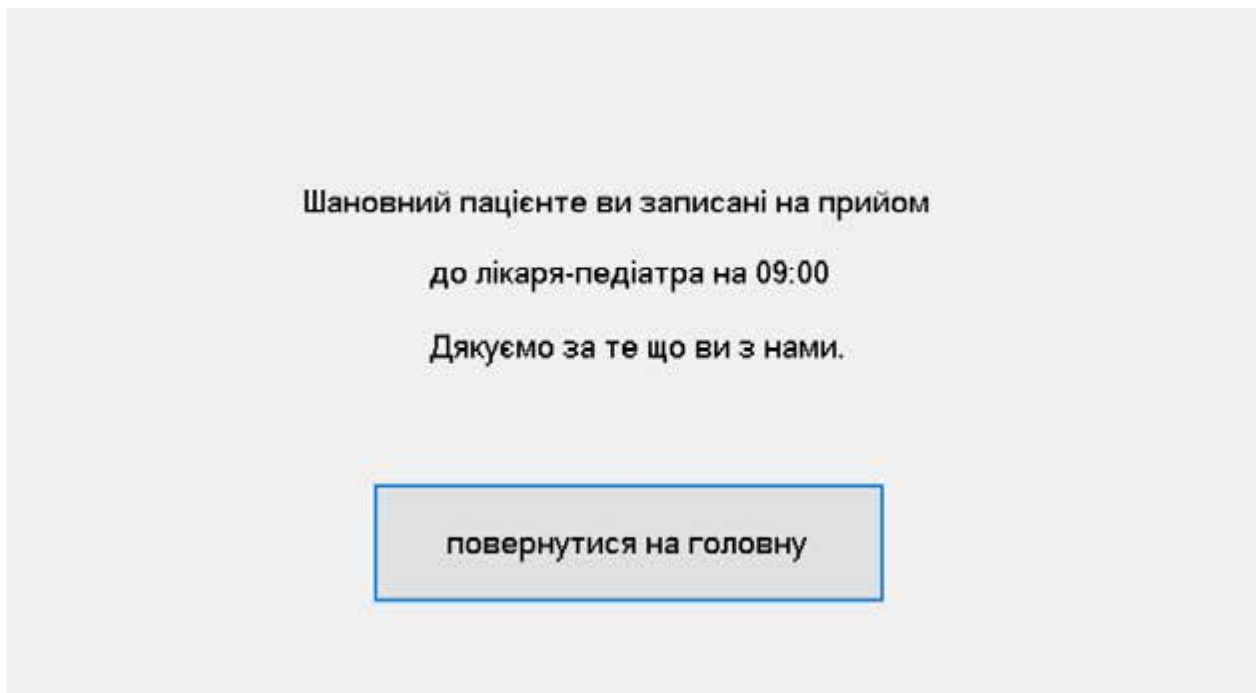 Шановний пацієнте ви записані на прийом
до лікаря-педіатра на 09:00
Дякуємо за те що ви з нами.
повернутися на головну